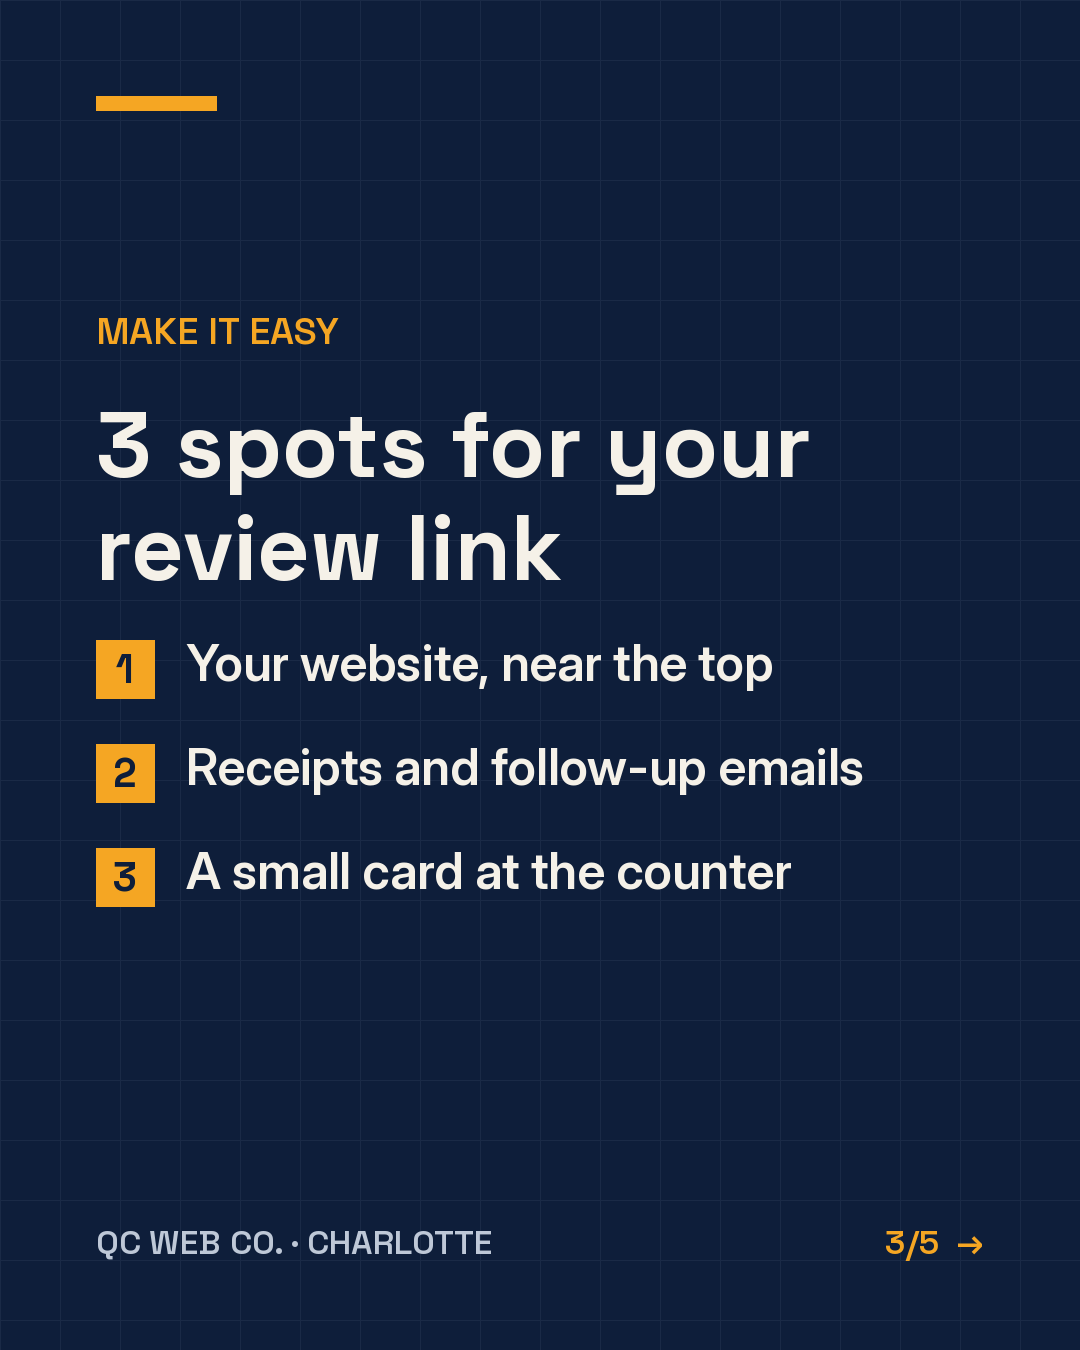 MAKE IT EASY
3 spots for your
review link
1 Your website, near the top
2 Receipts and follow-up emails
3 A small card at the counter
QC WEB CO. · CHARLOTTE 3/5 →